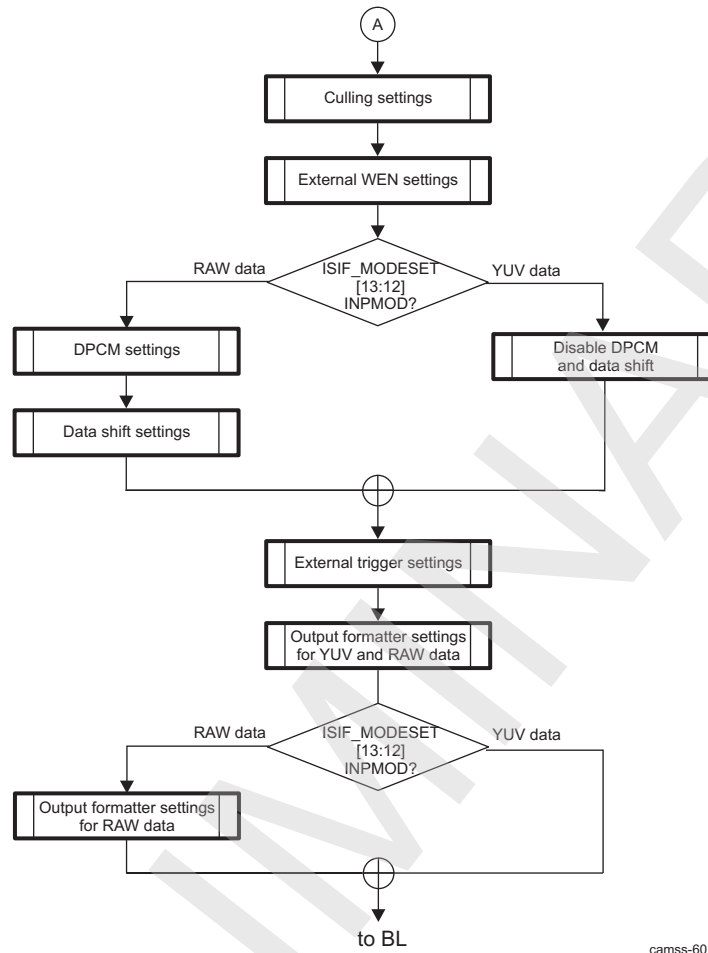 A
Culling settings
External WEN settings
RAW data
ISIF_MODESET
[13:12]
INPMOD?
YUV data
DPCM settings
Disable DPCM
and data shift
Data shift settings
External trigger settings
Output formatter settings
for YUV and RAW data
RAW data
ISIF_MODESET
[13:12]
INPMOD?
YUV data
Output formatter settings
for RAW data
to BL
camss-60
IMINA